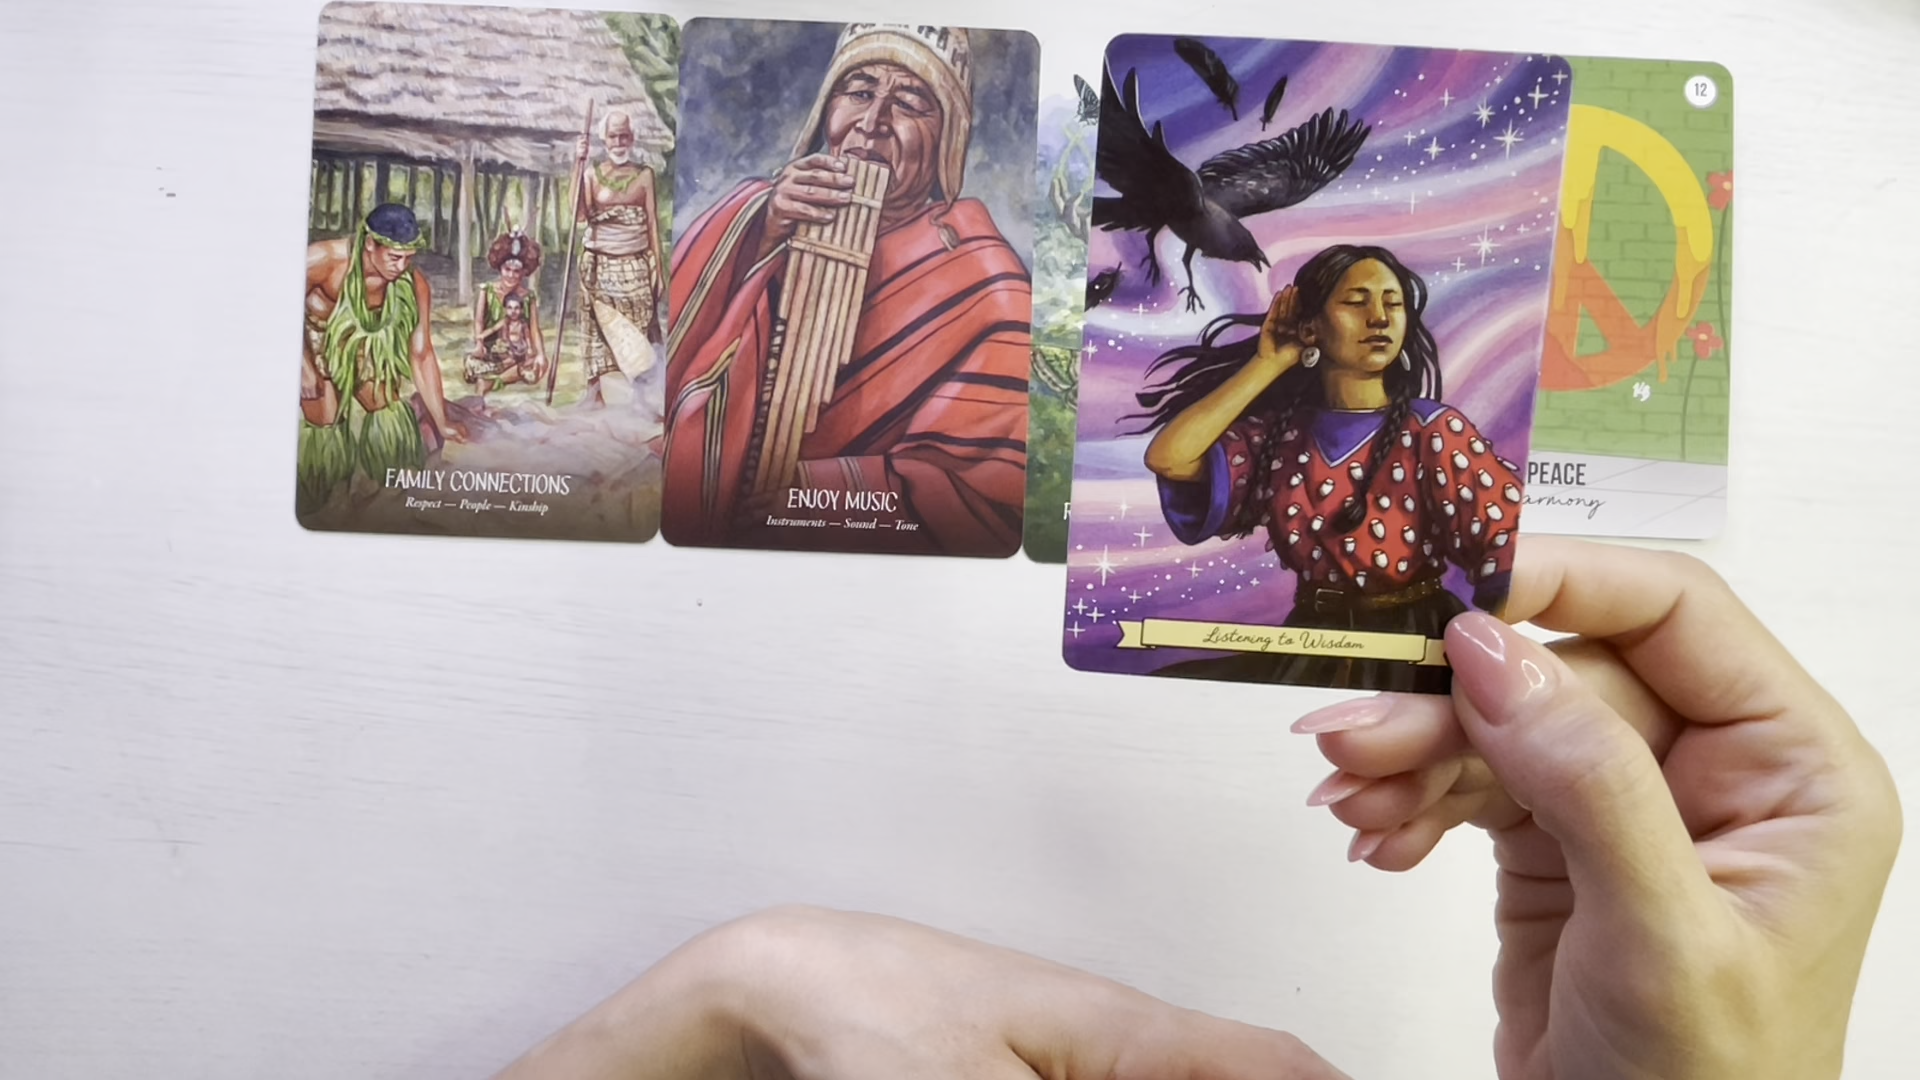 FAMILY CONNECTIONS
Respect — People — Kinship
ENJOY MUSIC
Instruments — Sound — Tone
Listening to Wisdom
12
PEACE